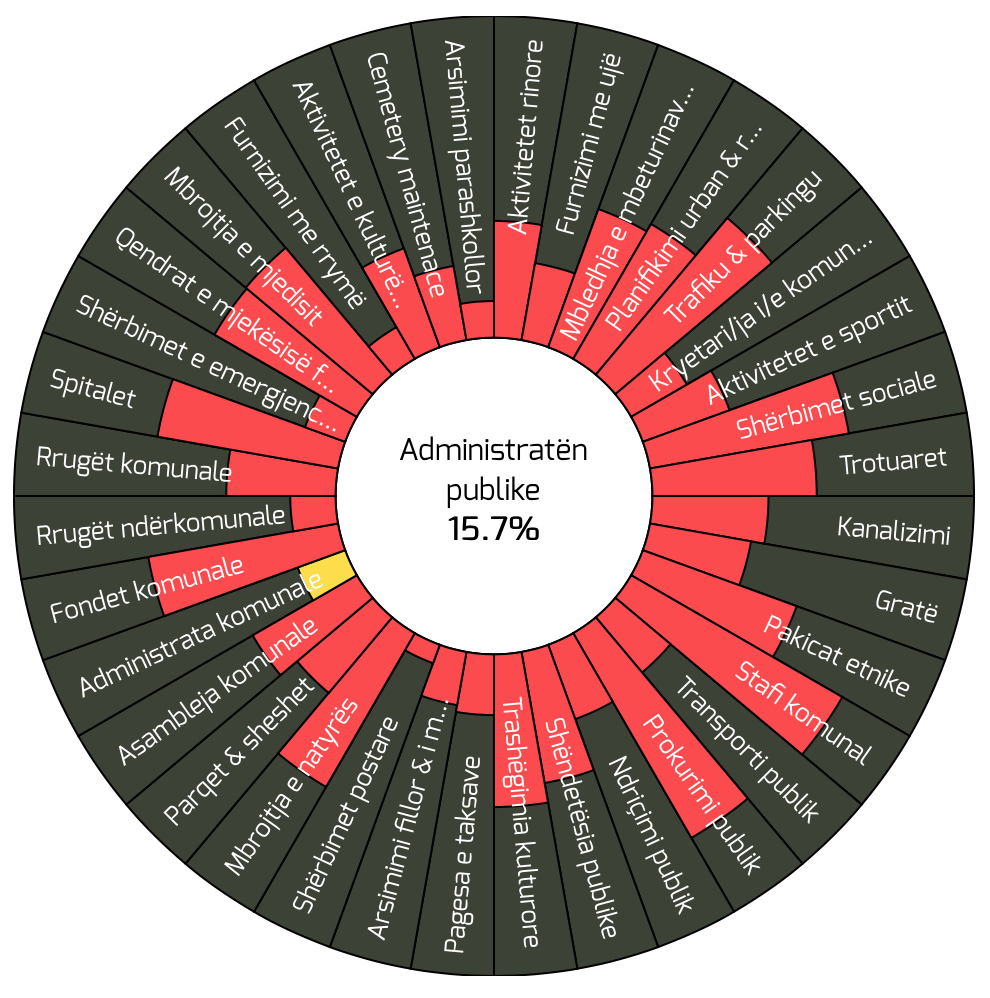 Administratën
publike
15.7%
Aktivitetet rinore
Furnizimi me ujë
Mbledhja e mbeturinav...
Planifikimi urban & r...
Trafiku & parkingu
Kryetari/ja i/e komun...
Aktivitetet e sportit
Shërbimet sociale
Trotuaret
Kanalizimi
Gratë
Pakicat etnike
Stafi komunal
Transporti publik
Prokurimi publik
Ndriçimi publik
Shëndetësia publike
Trashëgimia kulturore
Pagesa e taksave
Arsimimi fillor & i m...
Shërbimet postare
Mbrojtja e natyrës
Parqet & sheshet
Asambleja komunale
Administrata komunale
Fondet komunale
Rrugët ndërkomunale
Rrugët komunale
Spitalet
Shërbimet e emergjenc...
Qendrat e mjekësisë f...
Mbrojtja e mjedisit
Furnizimi me rrymë
Aktivitetet e kulturë...
Cemetery maintenace
Arsimimi parashkollor